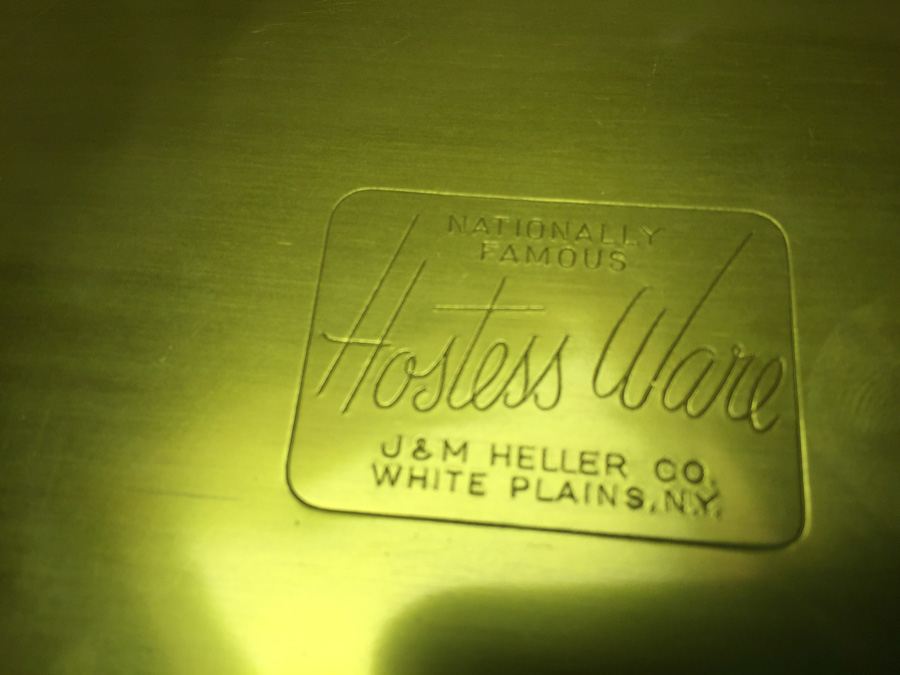 NATIONALLY
FAMOUS
Hostess Ware
J & M HELLER CO.
WHITE PLAINS, N.Y.